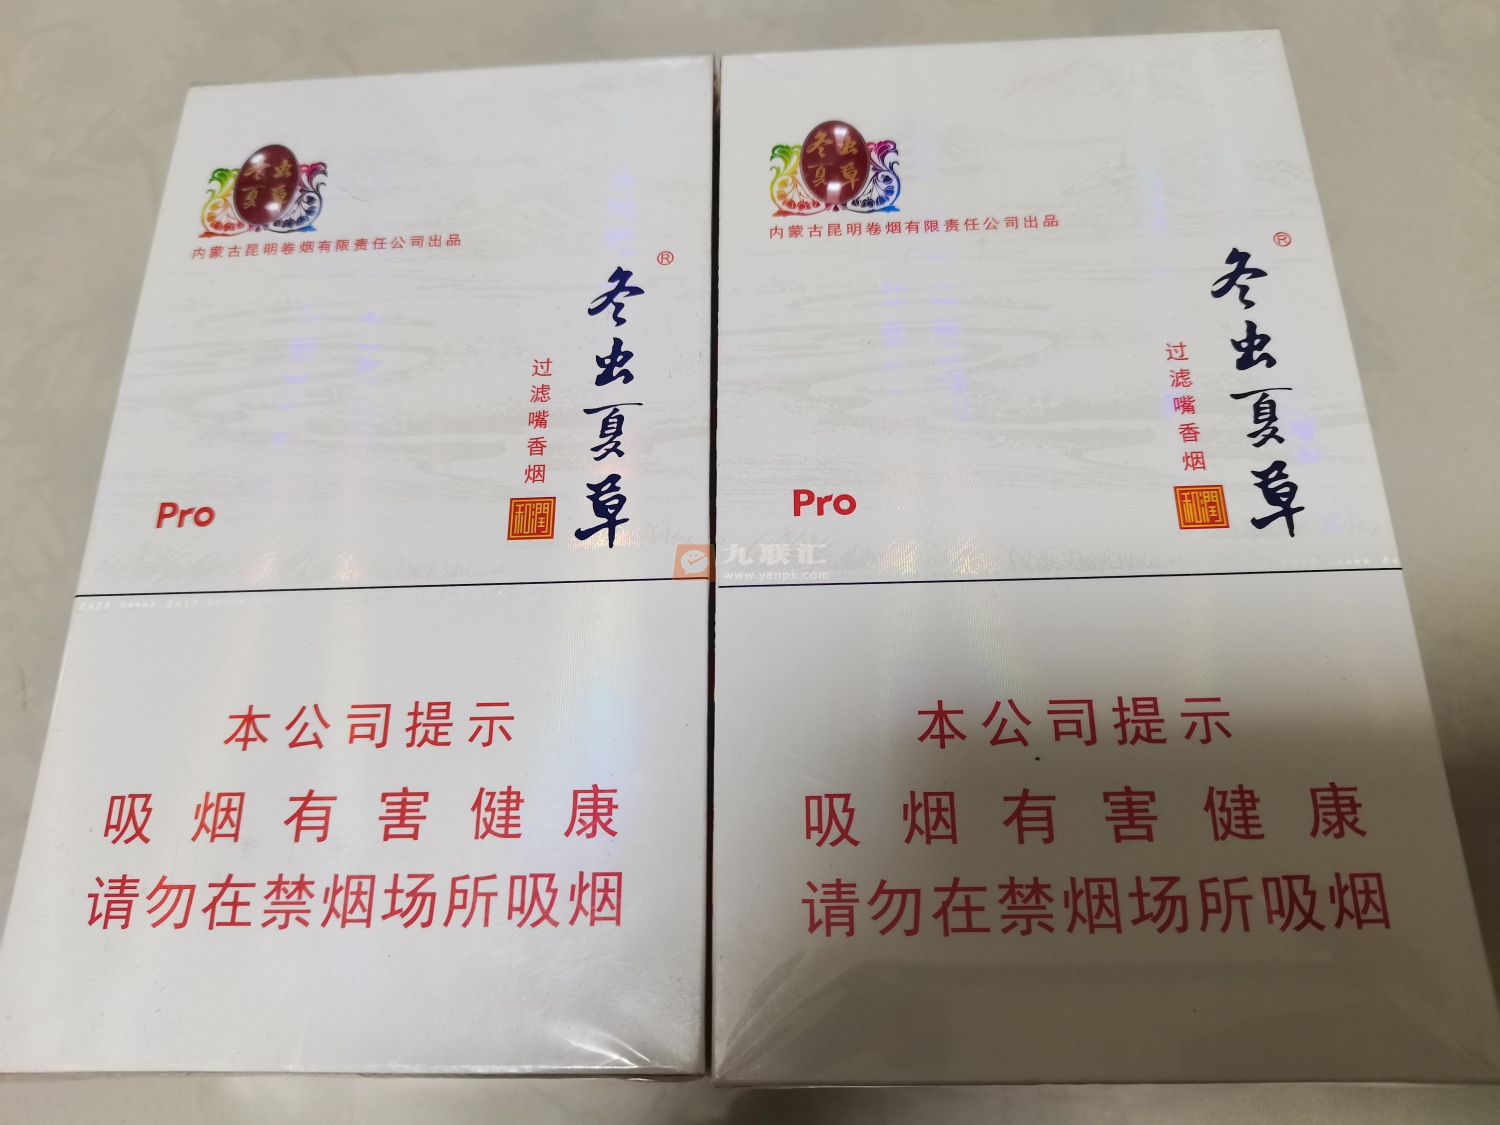 冬虫
夏草
内蒙古昆明卷烟有限责任公司出品
冬虫夏草
®
过滤嘴香烟
和润
Pro
本公司提示
吸烟有害健康
请勿在禁烟场所吸烟
冬虫
夏草
内蒙古昆明卷烟有限责任公司出品
冬虫夏草
®
过滤嘴香烟
和润
Pro
本公司提示
吸烟有害健康
请勿在禁烟场所吸烟
九联汇
www.yanpk.com